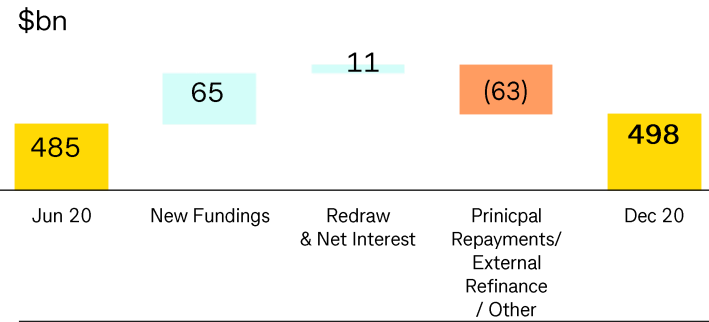 $bn
485
65
11
(63)
498
Jun 20
New Fundings
Redraw
& Net Interest
Prinicpal
Repayments/
External
Refinance
/ Other
Dec 20